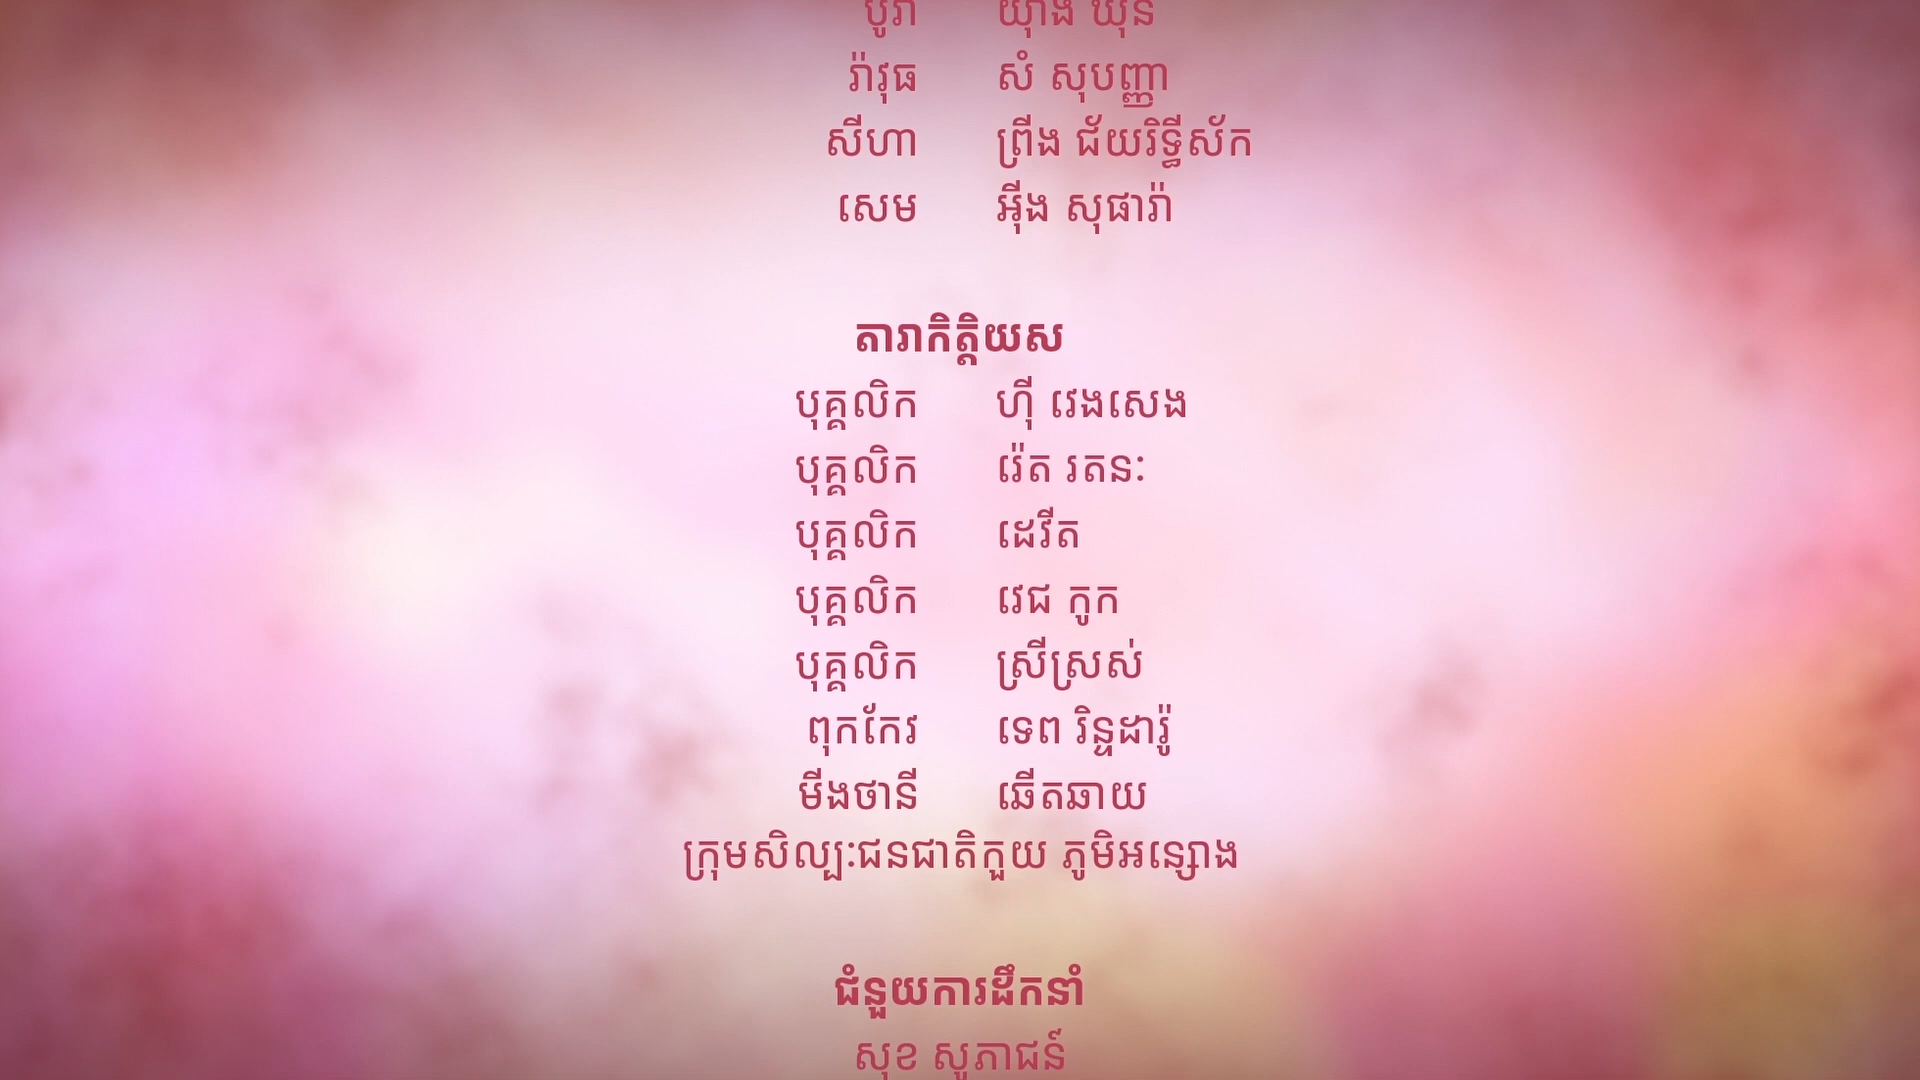 បូរា យ៉ាង ឃុន
រ៉ាវុធ សំ សុបញ្ញា
សីហា ព្រីង ជ័យរិទ្ធីស័ក
សេម អ៊ីង សុផារ៉ា
តារាកិត្តិយស
បុគ្គលិក ហ៊ី វេងសេង
បុគ្គលិក រ៉េត រតនៈ
បុគ្គលិក ដេវីត
បុគ្គលិក វេជ កូក
បុគ្គលិក ស្រីស្រស់
ពុកកែវ ទេព រិន្ទដារ៉ូ
មីងថានី ឆើតឆាយ
ក្រុមសិល្បៈជនជាតិកួយ ភូមិអន្សោង
ជំនួយការដឹកនាំ
សុខ សូភាជន៍